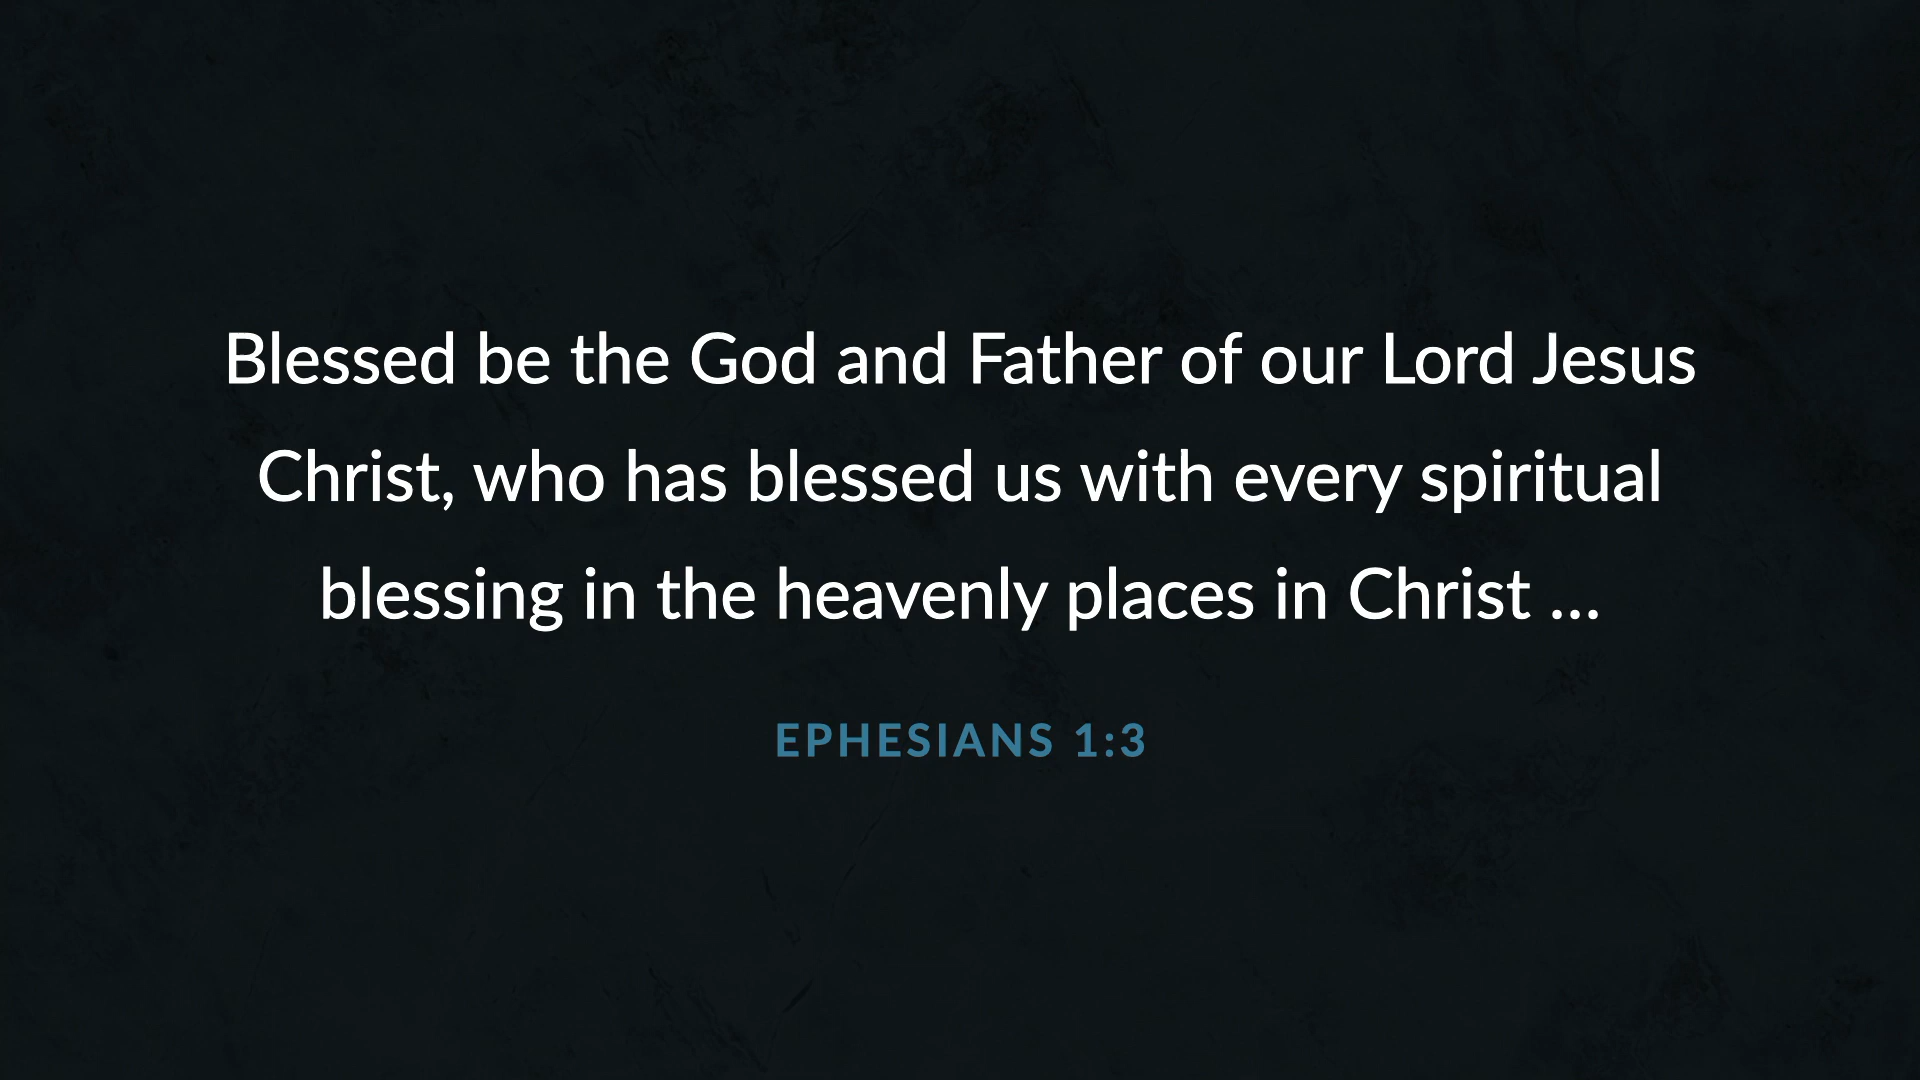 Blessed be the God and Father of our Lord Jesus
Christ, who has blessed us with every spiritual
blessing in the heavenly places in Christ ...
EPHESIANS 1:3